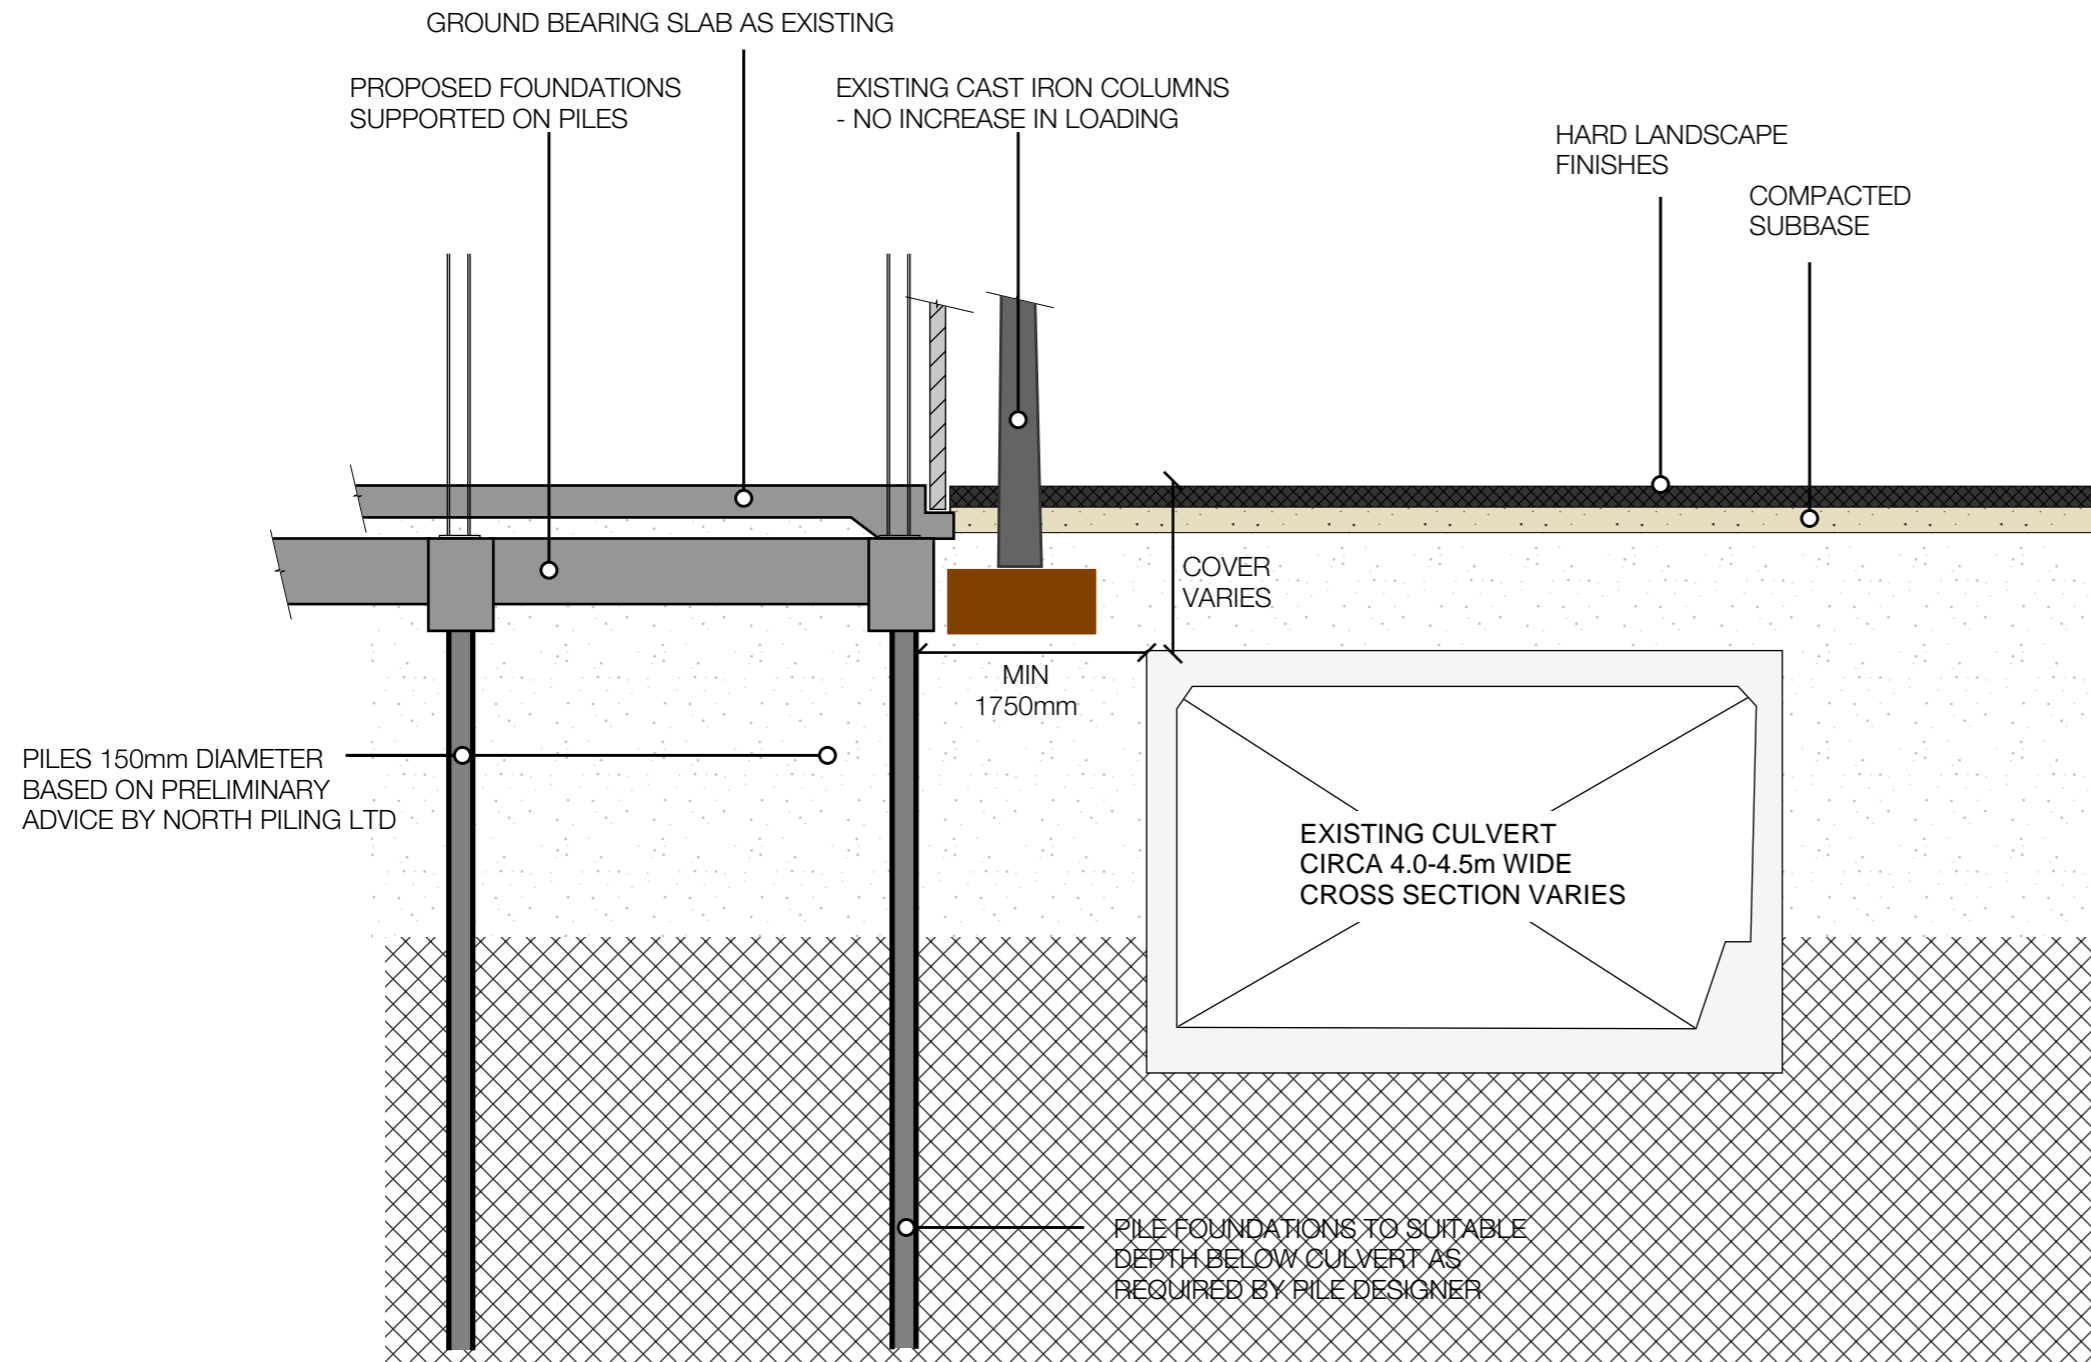 GROUND BEARING SLAB AS EXISTING
PROPOSED FOUNDATIONS
SUPPORTED ON PILES
EXISTING CAST IRON COLUMNS
- NO INCREASE IN LOADING
HARD LANDSCAPE
FINISHES
COMPACTED
SUBBASE
COVER
VARIES
MIN
1750mm
PILES 150mm DIAMETER
BASED ON PRELIMINARY
ADVICE BY NORTH PILING LTD
EXISTING CULVERT
CIRCA 4.0-4.5m WIDE
CROSS SECTION VARIES
PILE FOUNDATIONS TO SUITABLE
DEPTH BELOW CULVERT AS
REQUIRED BY PILE DESIGNER